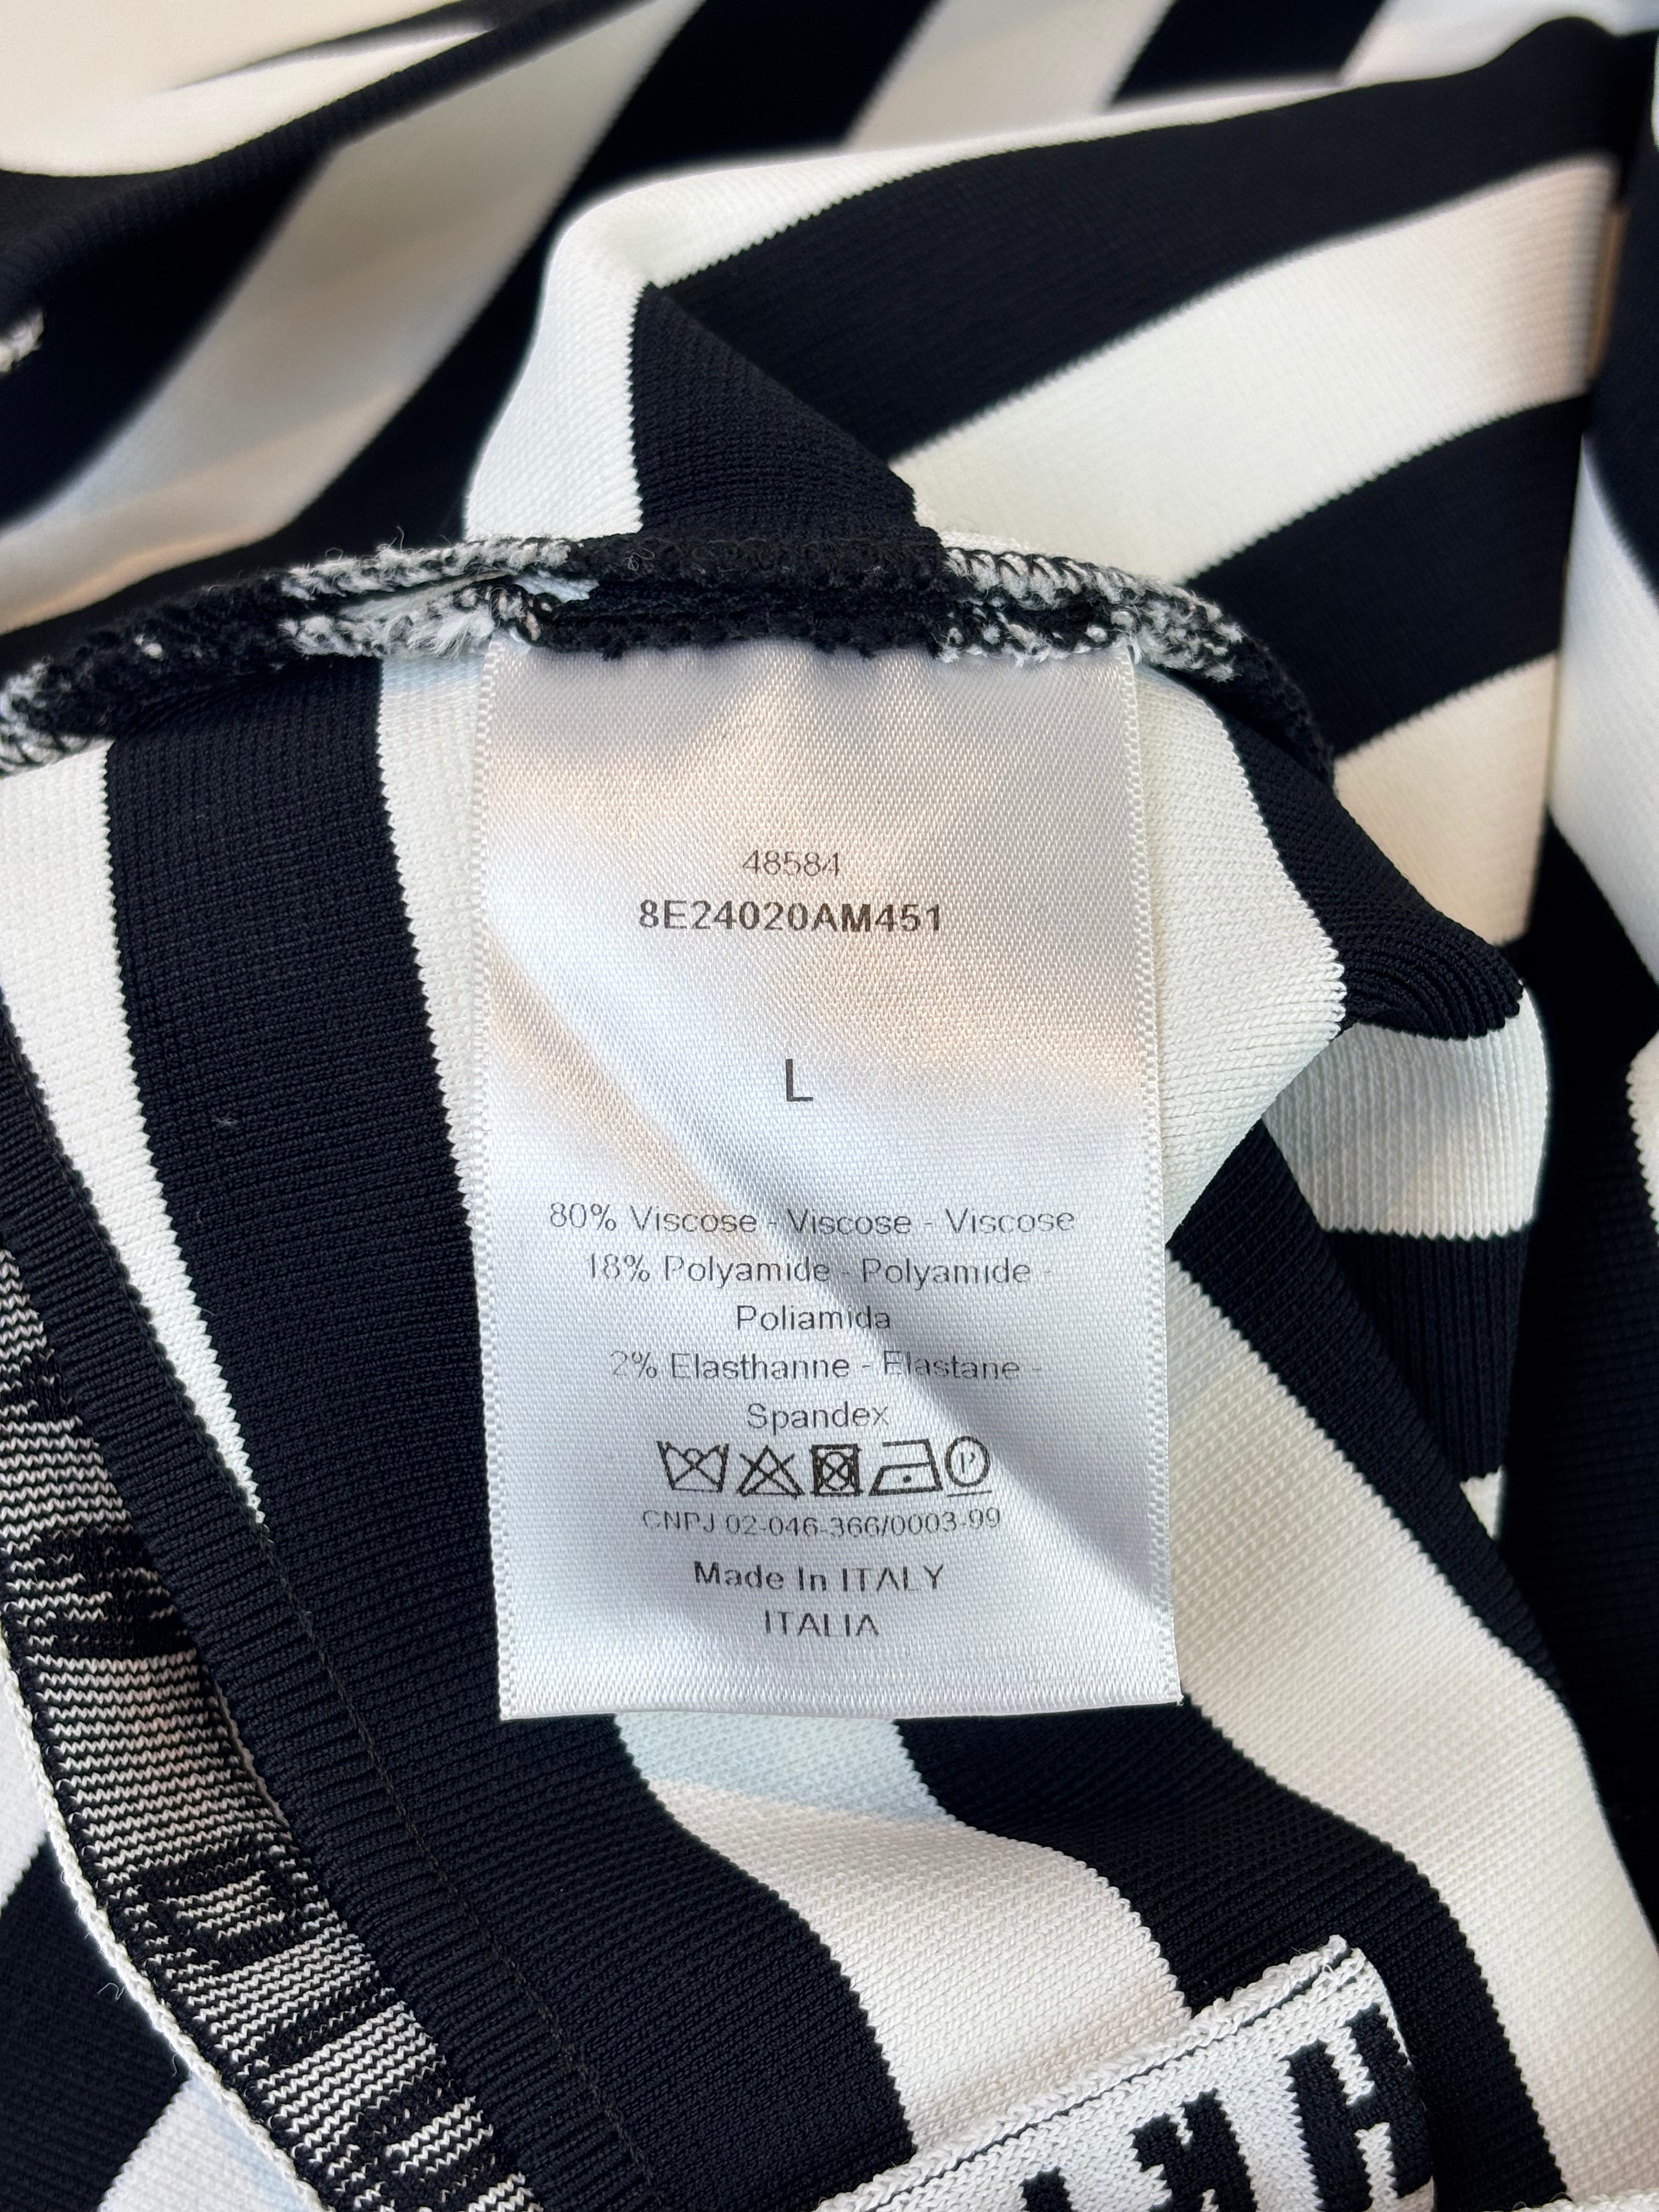 48584
8E24020AM451
L
80% Viscose - Viscose - Viscose
18% Polyamide - Polyamide -
Poliamida
2% Elasthanne - Elastane -
Spandex
P
CNPJ 02-046-366/0003-99
Made In ITALY
ITALIA